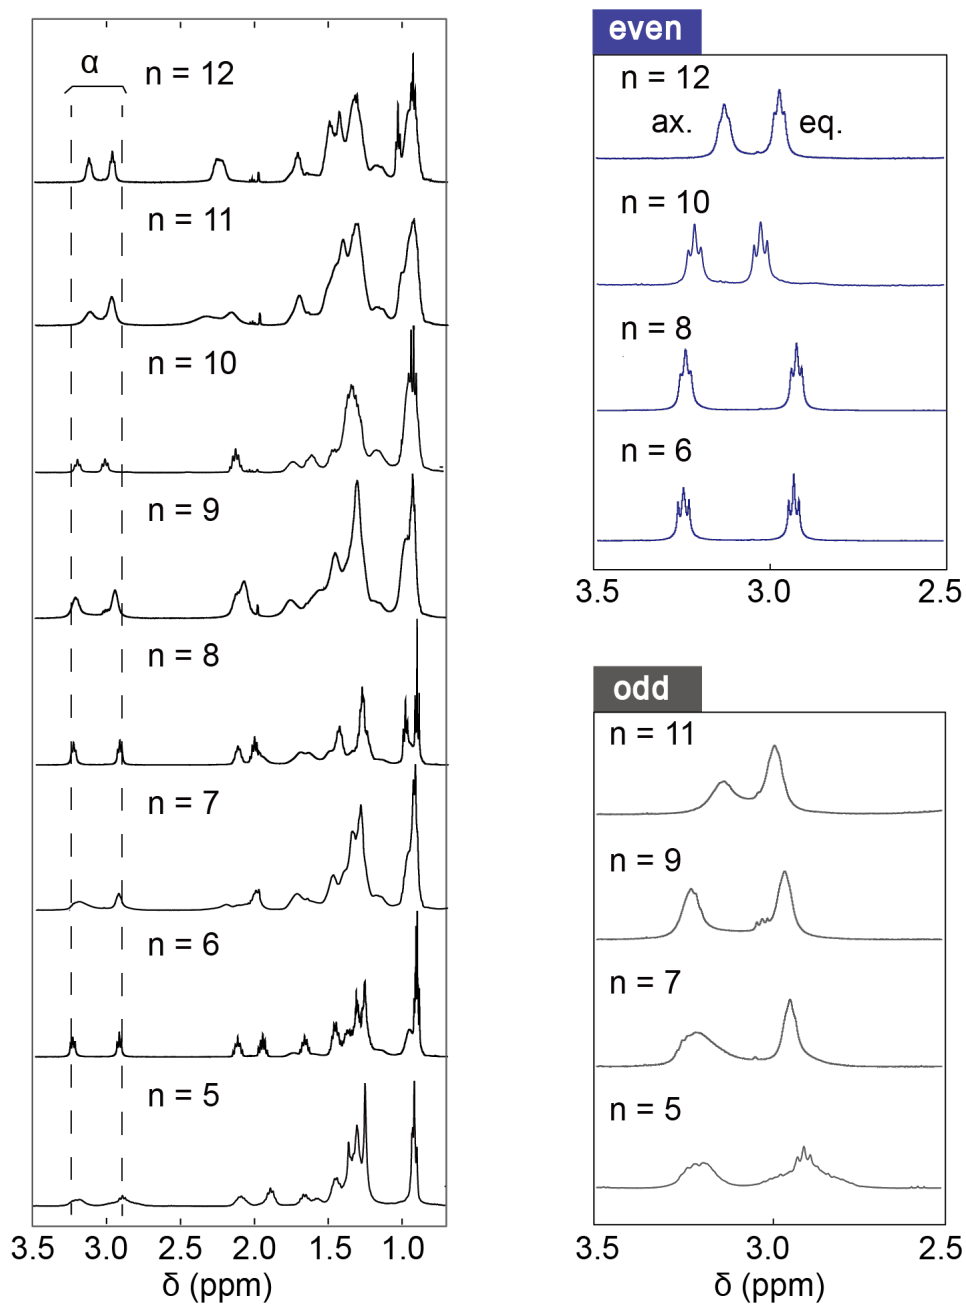 α
n = 12
n = 11
n = 10
n = 9
n = 8
n = 7
n = 6
n = 5
3.5 3.0 2.5 2.0 1.5 1.0
δ (ppm)
even
n = 12
ax. eq.
n = 10
n = 8
n = 6
3.5 3.0 2.5
odd
n = 11
n = 9
n = 7
n = 5
3.5 3.0 2.5
δ (ppm)